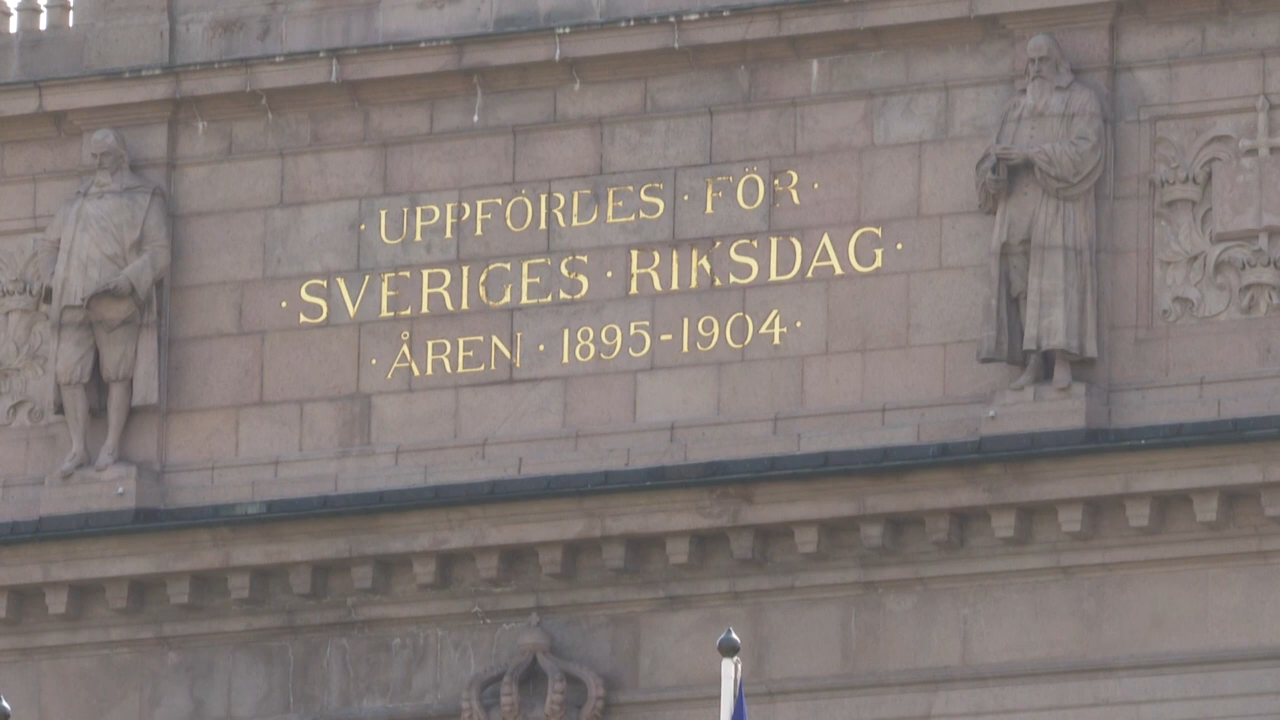 · UPPFÖRDES · FÖR ·
· SVERIGES · RIKSDAG ·
· ÅREN · 1895-1904 ·